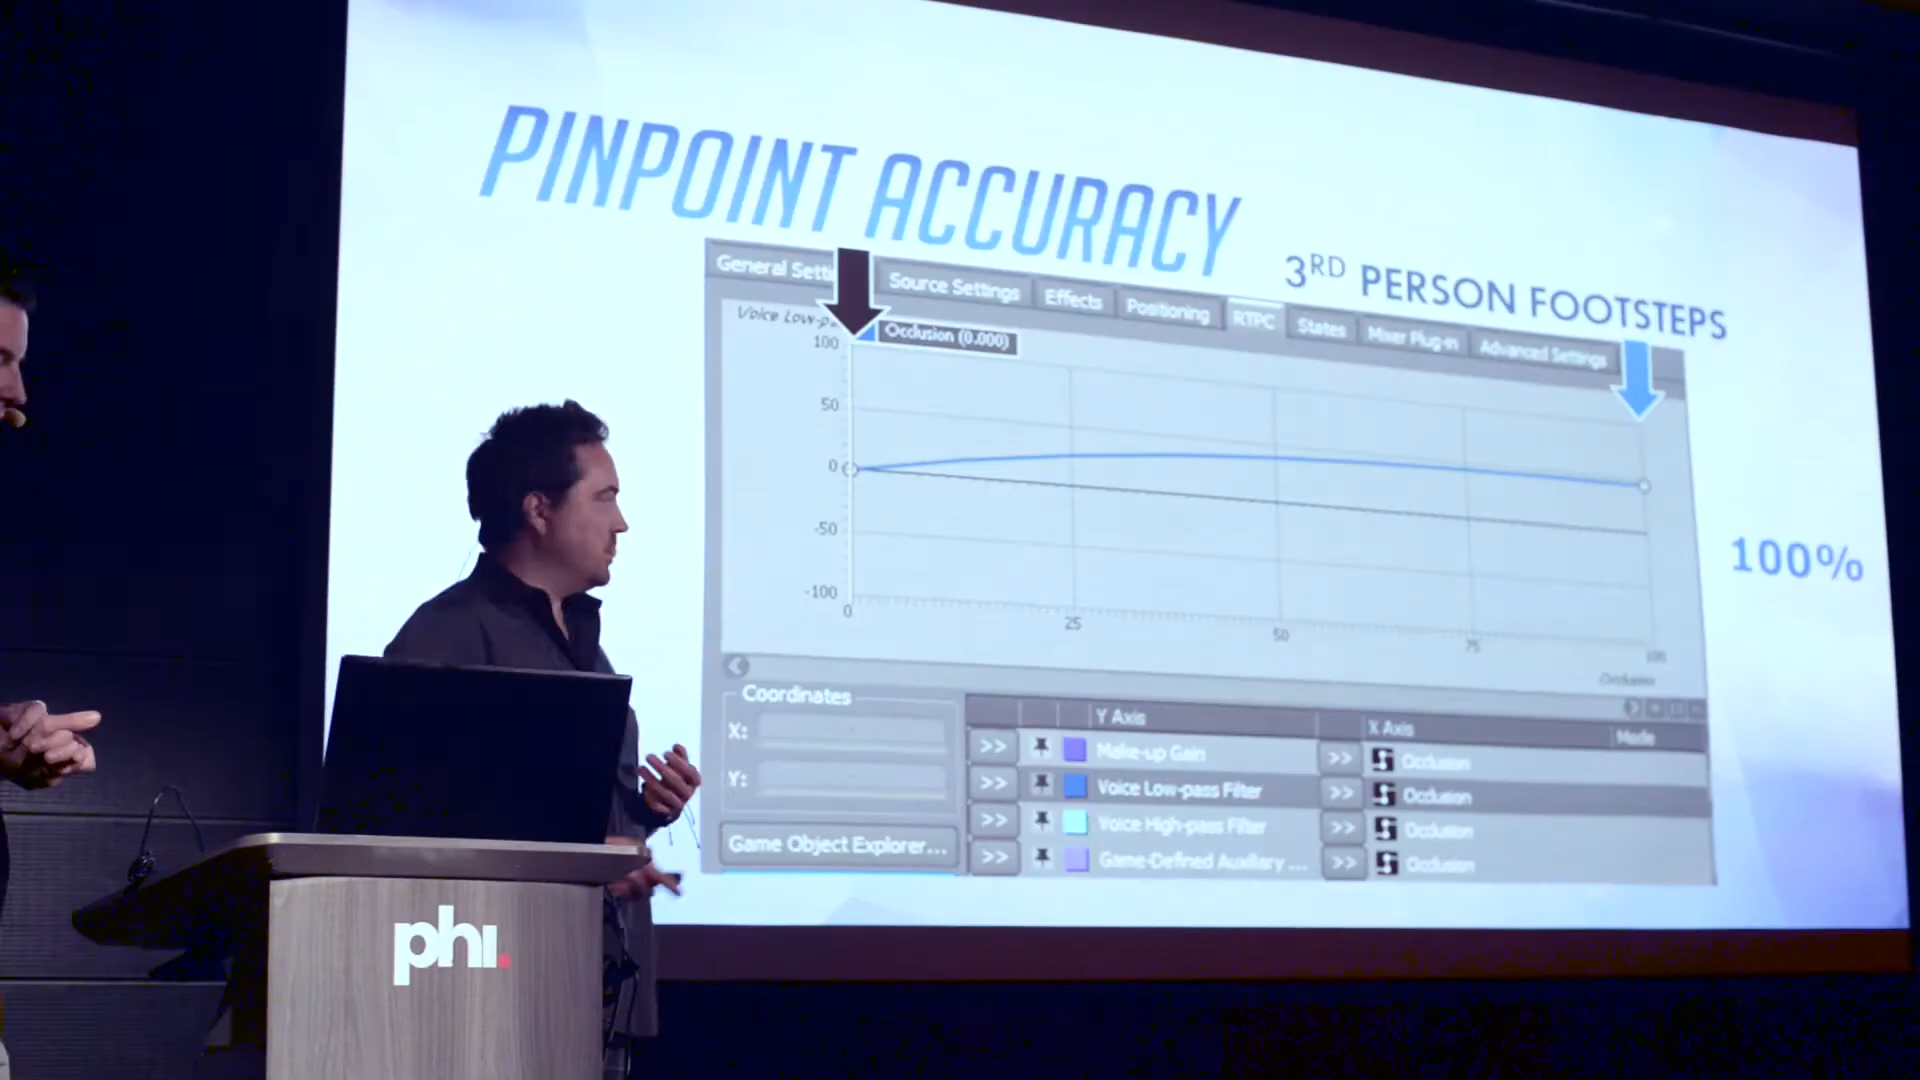 PINPOINT ACCURACY
3RD PERSON FOOTSTEPS
General Setti
Source Settings
Effects
Positioning
RTPC
States
Mixer Plug-in
Advanced Settings
Voice Low-p
Occlusion (0.000)
100
50
0
-50
-100
0
25
50
75
100
Occlusion
100%
Coordinates
X:
Y:
Game Object Explorer...
Y Axis
X Axis
Mode
>> Make-up Gain >> Occlusion
>> Voice Low-pass Filter >> Occlusion
>> Voice High-pass Filter >> Occlusion
>> Game-Defined Auxiliary ... >> Occlusion
phi.